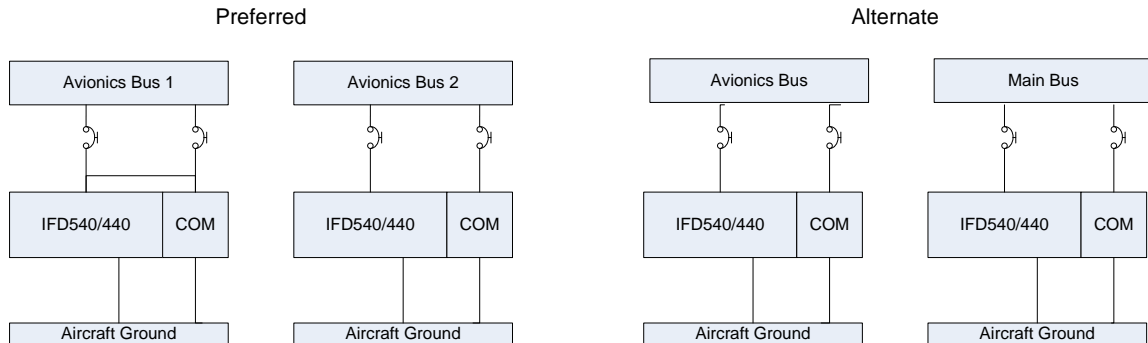 Preferred
Alternate
Avionics Bus 1
Avionics Bus 2
Avionics Bus
Main Bus
IFD540/440
COM
IFD540/440
COM
IFD540/440
COM
IFD540/440
COM
Aircraft Ground
Aircraft Ground
Aircraft Ground
Aircraft Ground